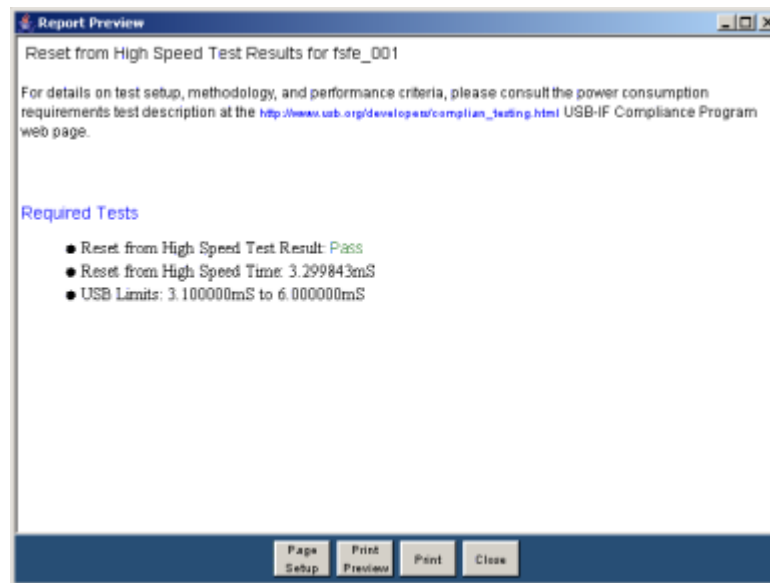 Report Preview
Reset from High Speed Test Results for fsfe_001
For details on test setup, methodology, and performance criteria, please consult the power consumption
requirements test description at the http://www.usb.org/developers/complian_testing.html USB-IF Compliance Program
web page.
Required Tests
● Reset from High Speed Test Result: Pass
● Reset from High Speed Time: 3.299843mS
● USB Limits: 3.100000mS to 6.000000mS
Page Setup
Print Preview
Print
Close